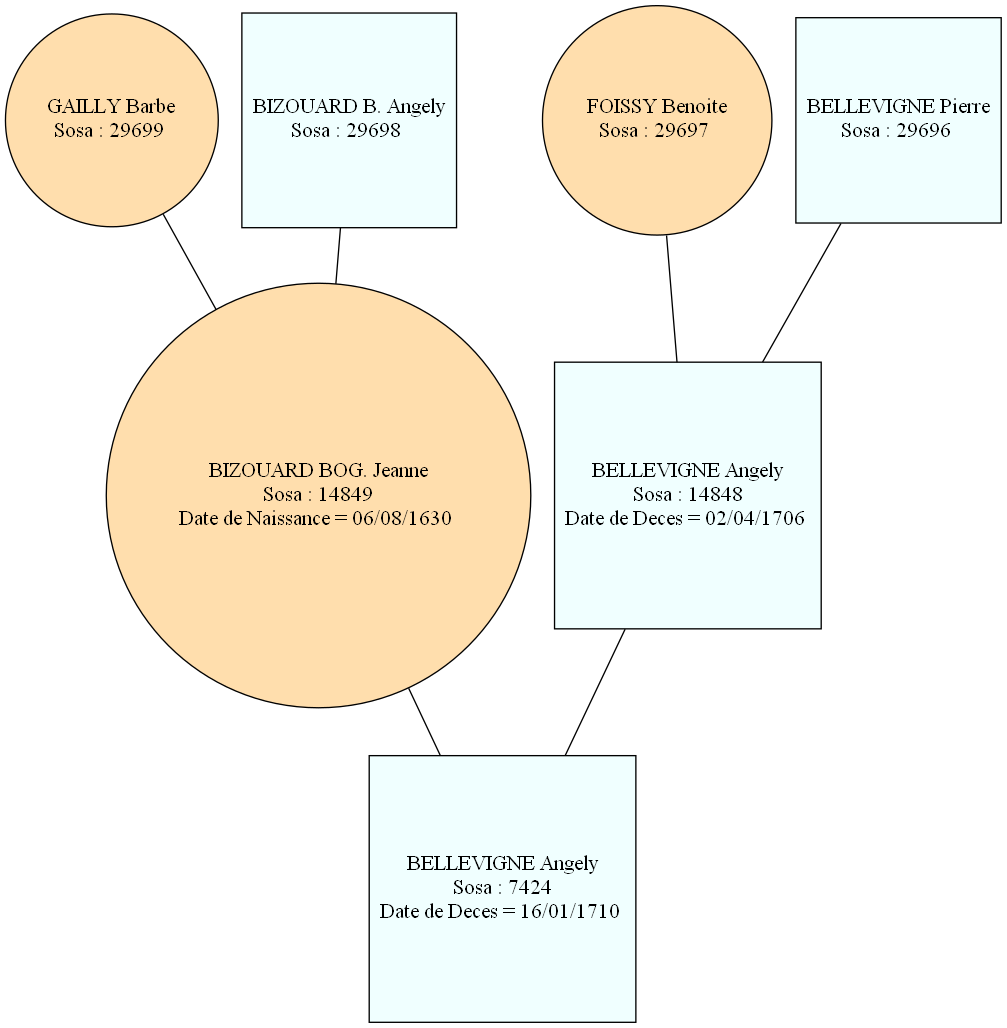 GAILLY Barbe
Sosa : 29699
BIZOUARD B. Angely
Sosa : 29698
FOISSY Benoite
Sosa : 29697
BELLEVIGNE Pierre
Sosa : 29696
BIZOUARD BOG. Jeanne
Sosa : 14849
Date de Naissance = 06/08/1630
BELLEVIGNE Angely
Sosa : 14848
Date de Deces = 02/04/1706
BELLEVIGNE Angely
Sosa : 7424
Date de Deces = 16/01/1710